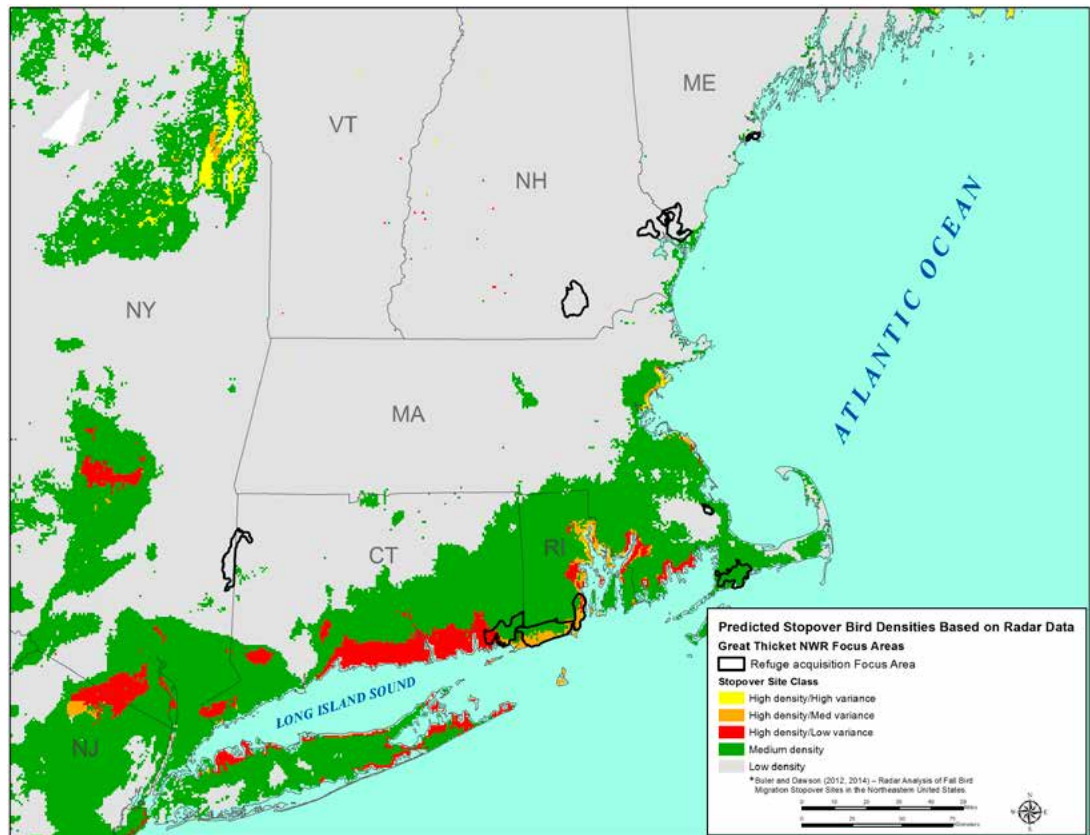 VT
NH
ME
NY
MA
CT
RI
NJ
ATLANTIC OCEAN
LONG ISLAND SOUND
Predicted Stopover Bird Densities Based on Radar Data
Great Thicket NWR Focus Areas
Refuge acquisition Focus Area
Stopover Site Class
High density/High variance
High density/Med variance
High density/Low variance
Medium density
Low density
*Buler and Dawson (2012, 2014) – Radar Analysis of Fall Bird
Migration Stopover Sites in the Northeastern United States.
N
W E
S